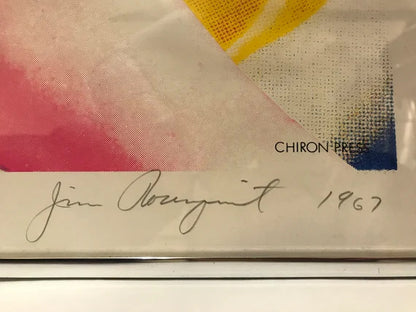 CHIRON PRESS
Jim Rosenquist 1967